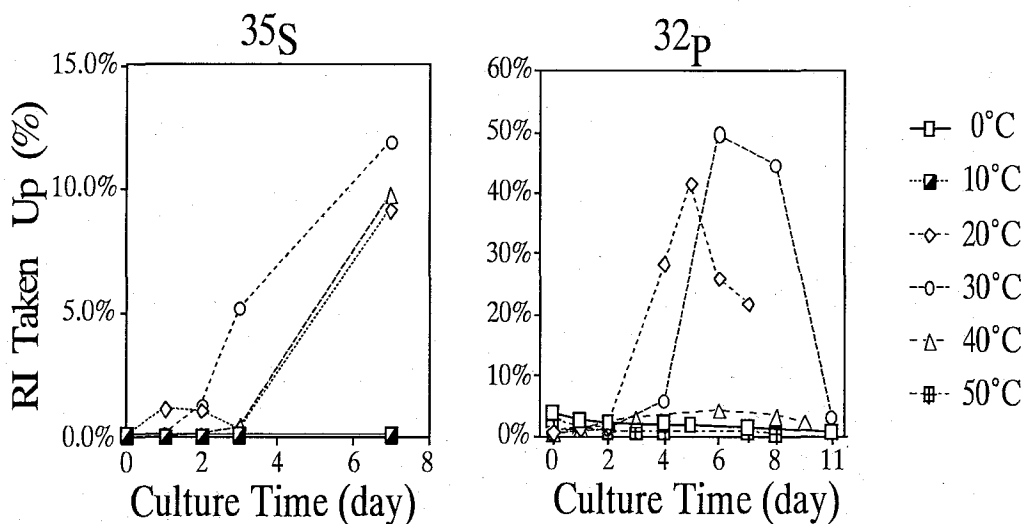 ³⁵S
15.0%
10.0%
5.0%
0.0%
0 2 4 6 8
Culture Time (day)
RI Taken Up (%)
³²P
60%
50%
40%
30%
20%
10%
0%
0 2 4 6 8 11
Culture Time (day)
0°C
10°C
20°C
30°C
40°C
50°C